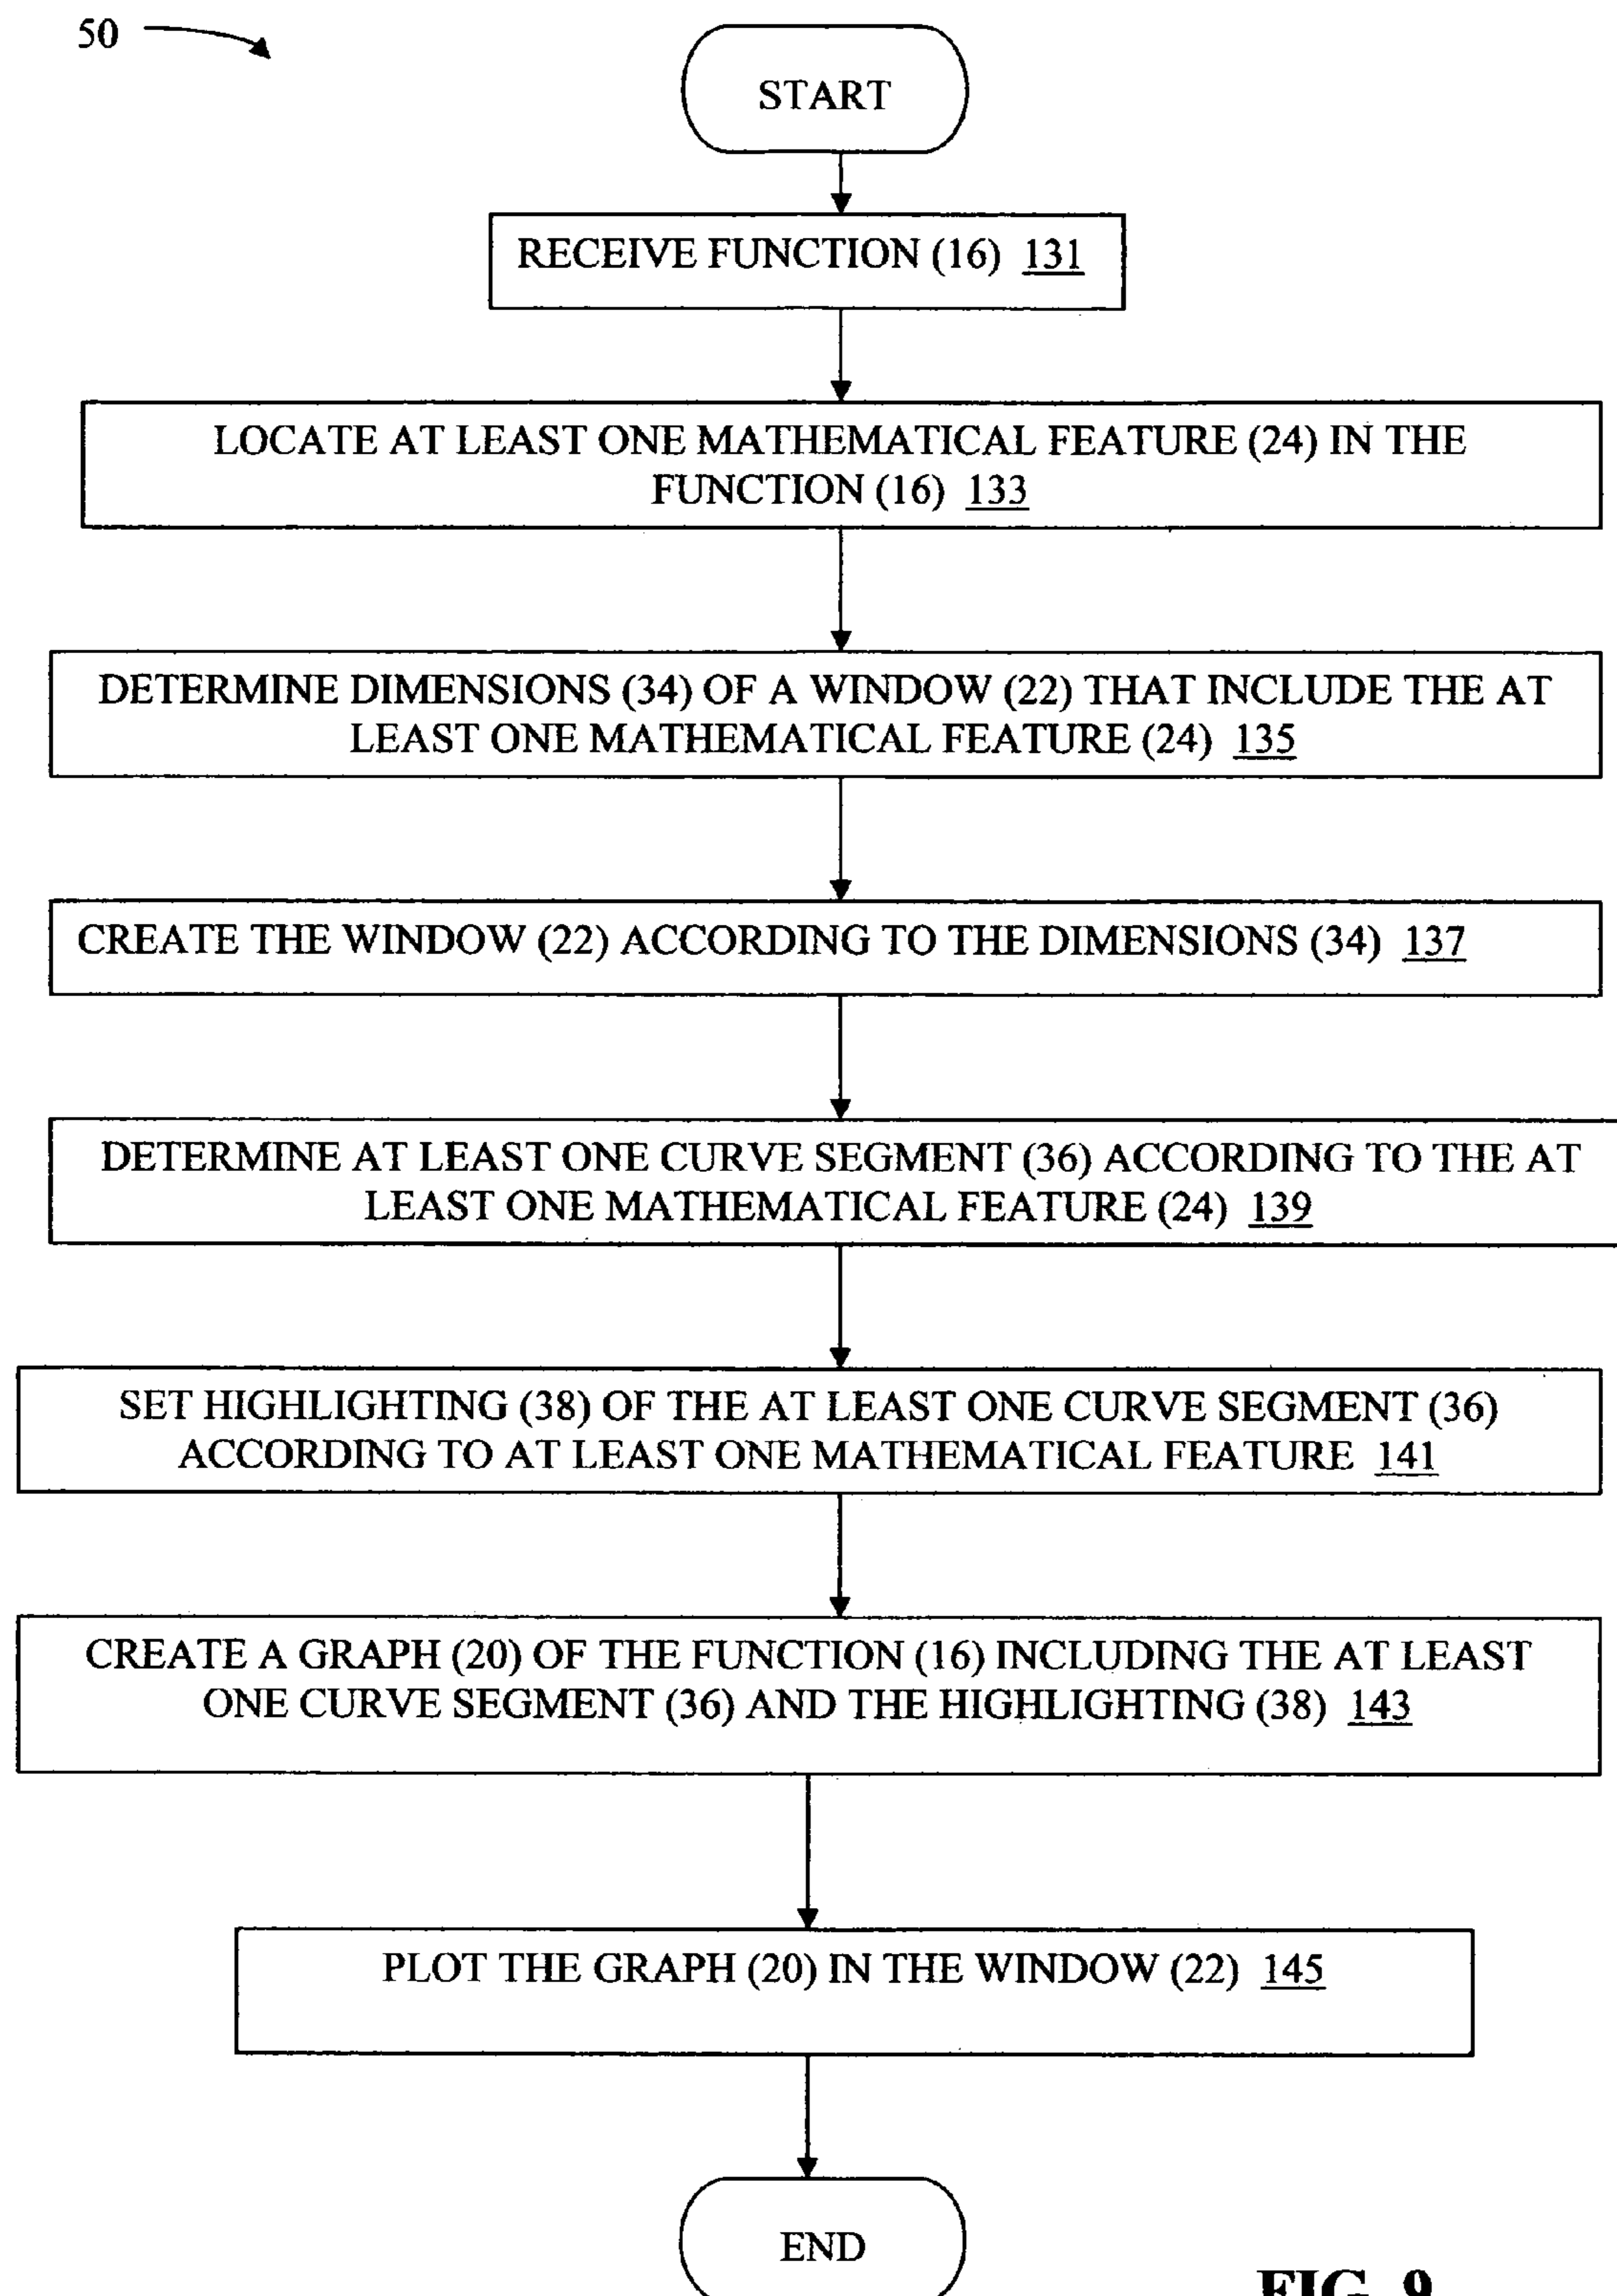 50
START
RECEIVE FUNCTION (16) 131
LOCATE AT LEAST ONE MATHEMATICAL FEATURE (24) IN THE
FUNCTION (16) 133
DETERMINE DIMENSIONS (34) OF A WINDOW (22) THAT INCLUDE THE AT
LEAST ONE MATHEMATICAL FEATURE (24) 135
CREATE THE WINDOW (22) ACCORDING TO THE DIMENSIONS (34) 137
DETERMINE AT LEAST ONE CURVE SEGMENT (36) ACCORDING TO THE AT
LEAST ONE MATHEMATICAL FEATURE (24) 139
SET HIGHLIGHTING (38) OF THE AT LEAST ONE CURVE SEGMENT (36)
ACCORDING TO AT LEAST ONE MATHEMATICAL FEATURE 141
CREATE A GRAPH (20) OF THE FUNCTION (16) INCLUDING THE AT LEAST
ONE CURVE SEGMENT (36) AND THE HIGHLIGHTING (38) 143
PLOT THE GRAPH (20) IN THE WINDOW (22) 145
END
FIG. 9